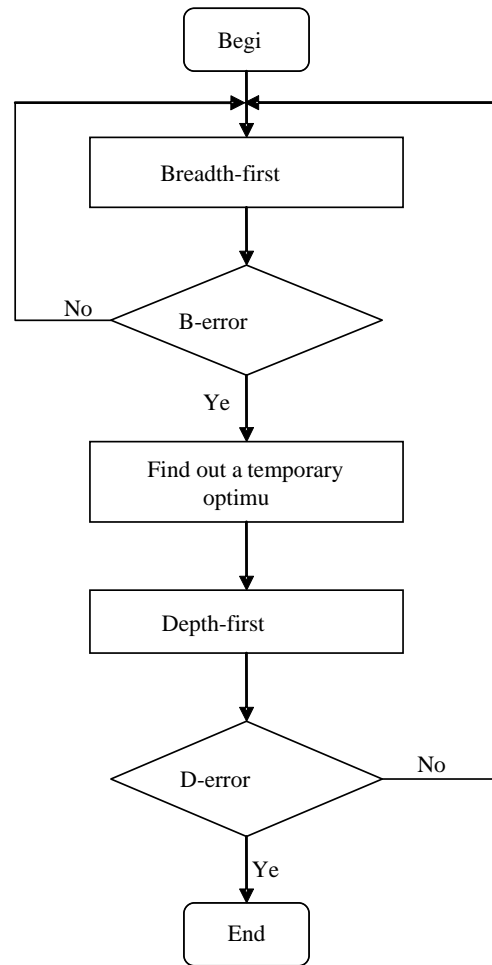 Begi
Breadth-first
No
B-error
Ye
Find out a temporary
optimu
Depth-first
D-error
No
Ye
End